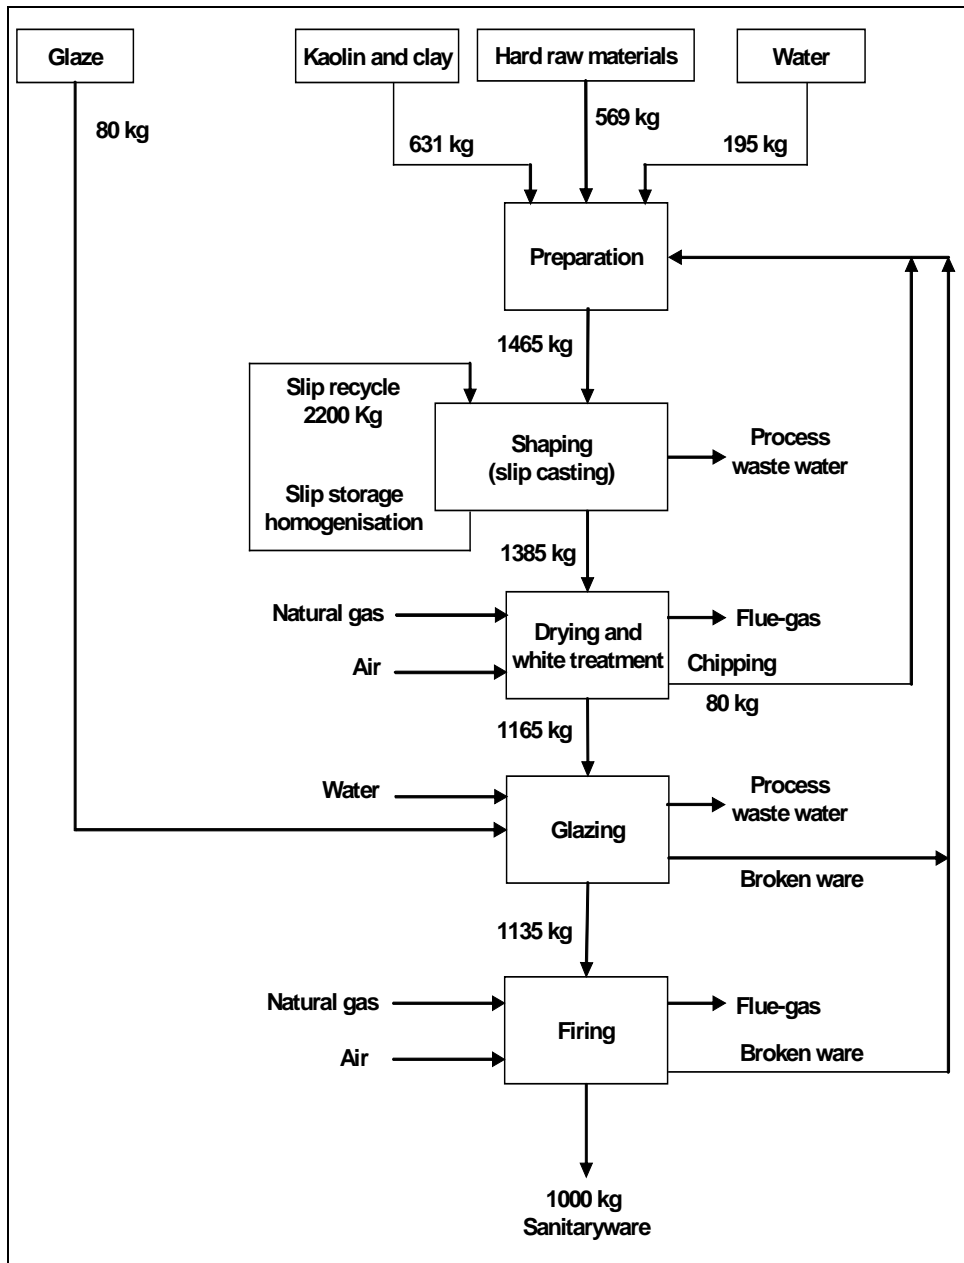 Glaze
Kaolin and clay
Hard raw materials
Water
80 kg
631 kg
569 kg
195 kg
Preparation
1465 kg
Slip recycle
2200 Kg
Shaping
(slip casting)
Process
waste water
Slip storage
homogenisation
1385 kg
Natural gas
Air
Drying and
white treatment
Flue-gas
Chipping
80 kg
1165 kg
Water
Glazing
Process
waste water
Broken ware
1135 kg
Natural gas
Air
Firing
Flue-gas
Broken ware
1000 kg
Sanitaryware